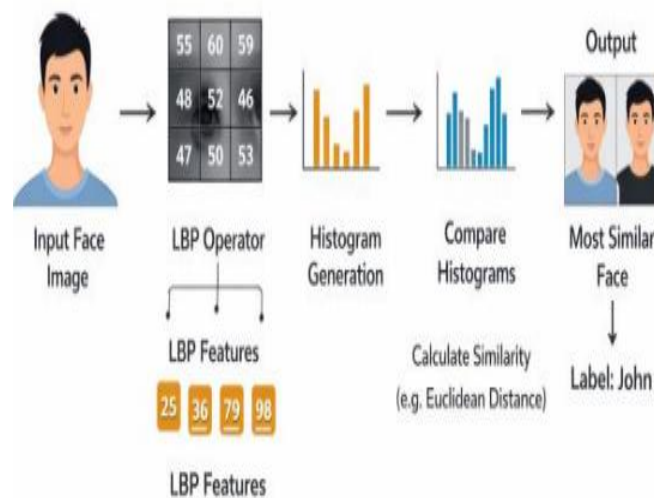 Output
55 60 59
48 52 46
47 50 53
Input Face
Image
LBP Operator
Histogram
Generation
Compare
Histograms
Most Similar
Face
LBP Features
25 36 79 98
LBP Features
Calculate Similarity
(e.g. Euclidean Distance)
Label: John